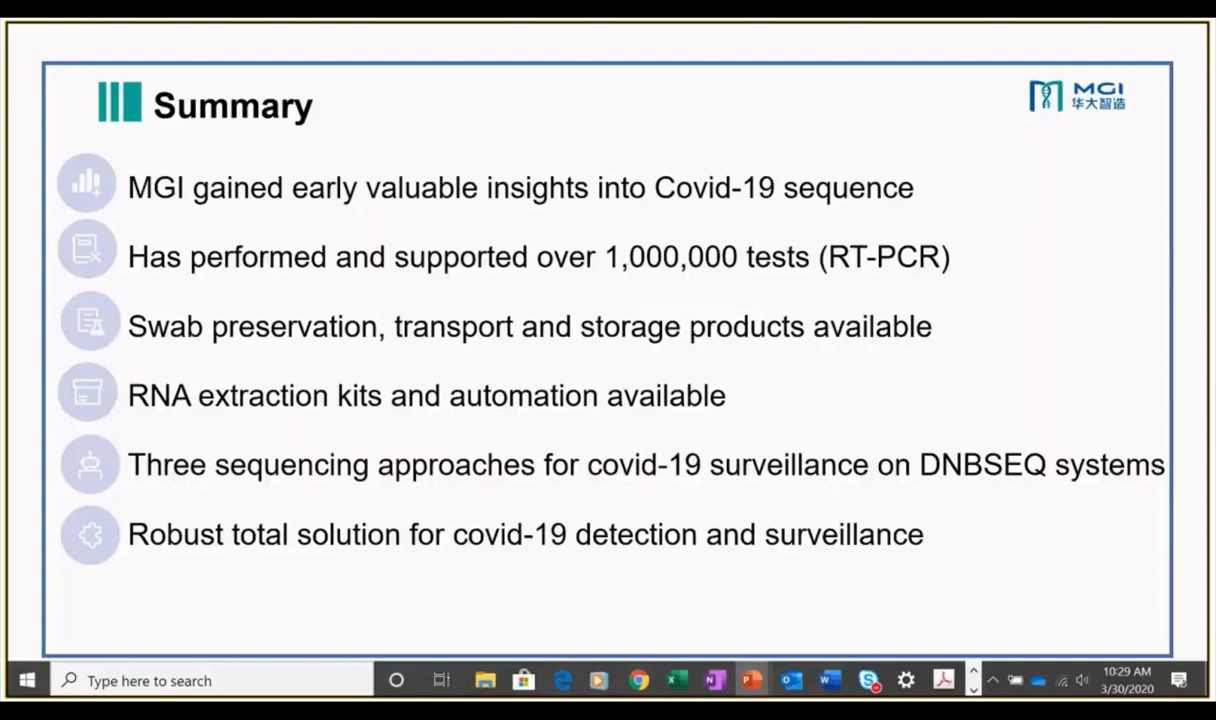 Summary
MGI
华大智造
MGI gained early valuable insights into Covid-19 sequence
Has performed and supported over 1,000,000 tests (RT-PCR)
Swab preservation, transport and storage products available
RNA extraction kits and automation available
Three sequencing approaches for covid-19 surveillance on DNBSEQ systems
Robust total solution for covid-19 detection and surveillance
Type here to search
10:29 AM
3/30/2020